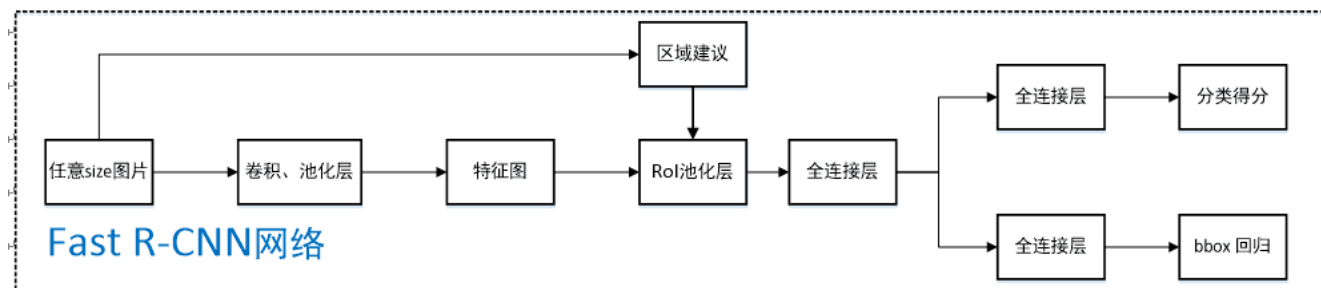 区域建议
全连接层
分类得分
任意size图片
卷积、池化层
特征图
RoI池化层
全连接层
Fast R-CNN网络
全连接层
bbox 回归